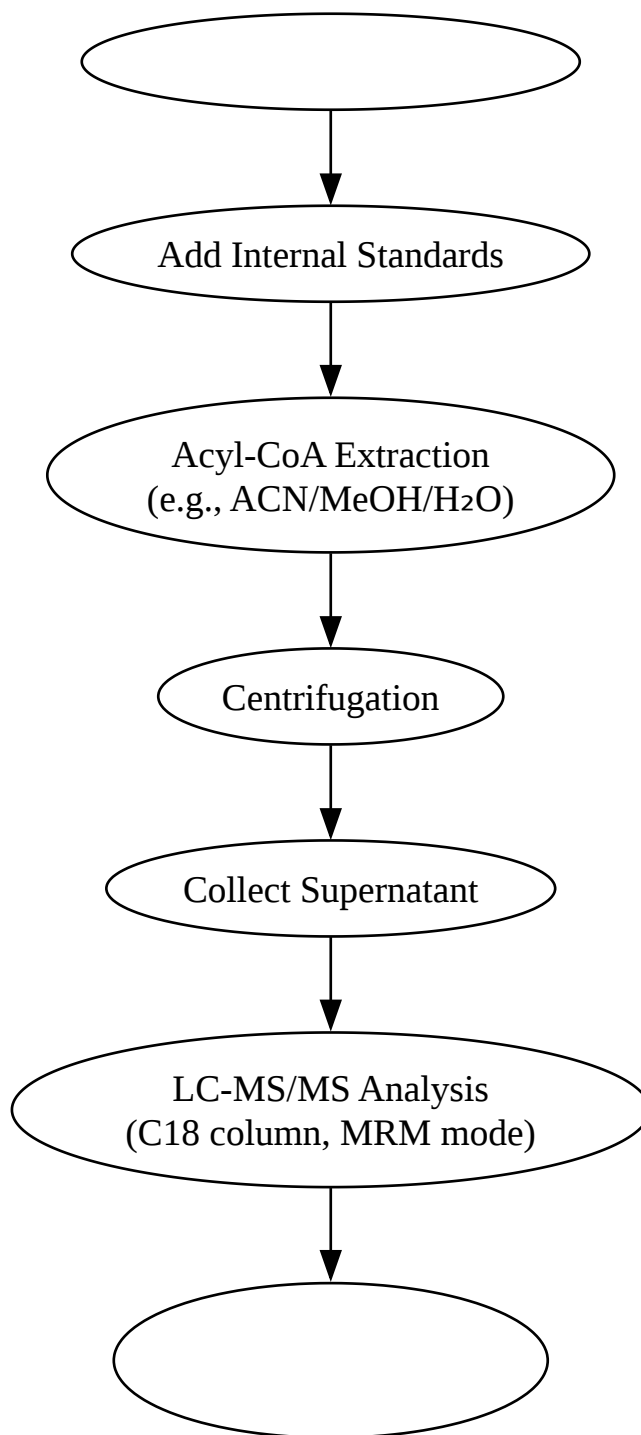 Add Internal Standards
Acyl-CoA Extraction
(e.g., ACN/MeOH/H₂O)
Centrifugation
Collect Supernatant
LC-MS/MS Analysis
(C18 column, MRM mode)